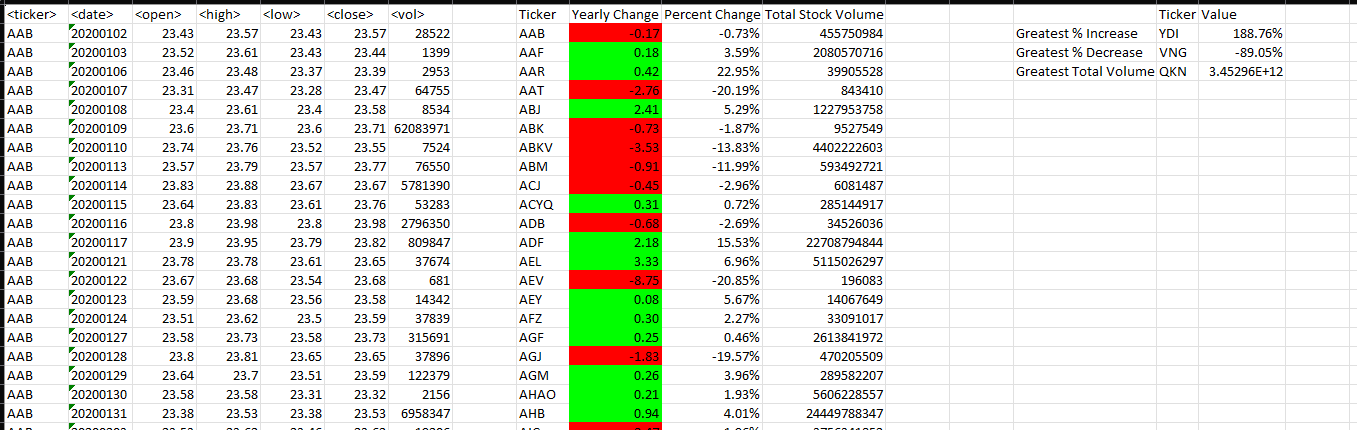 <ticker> <date> <open> <high> <low> <close> <vol> Ticker Yearly Change Percent Change Total Stock Volume Ticker Value
AAB 20200102 23.43 23.57 23.43 23.57 28522 AAB -0.17 -0.73% 455750984 Greatest % Increase YDI 188.76%
AAB 20200103 23.52 23.61 23.43 23.44 1399 AAF 0.18 3.59% 2080570716 Greatest % Decrease VNG -89.05%
AAB 20200106 23.46 23.48 23.37 23.39 2953 AAR 0.42 22.95% 39905528 Greatest Total Volume QKN 3.45296E+12
AAB 20200107 23.31 23.47 23.28 23.47 64755 AAT -2.76 -20.19% 843410
AAB 20200108 23.4 23.61 23.4 23.58 8534 ABJ 2.41 5.29% 1227953758
AAB 20200109 23.6 23.71 23.6 23.71 62083971 ABK -0.73 -1.87% 9527549
AAB 20200110 23.74 23.76 23.52 23.55 7524 ABKV -3.53 -13.83% 4402222603
AAB 20200113 23.57 23.79 23.57 23.77 76550 ABM -0.91 -11.99% 593492721
AAB 20200114 23.83 23.88 23.67 23.67 5781390 ACJ -0.45 -2.96% 6081487
AAB 20200115 23.64 23.83 23.61 23.76 53283 ACYQ 0.31 0.72% 285144917
AAB 20200116 23.8 23.98 23.8 23.98 2796350 ADB -0.68 -2.69% 34526036
AAB 20200117 23.9 23.95 23.79 23.82 809847 ADF 2.18 15.53% 22708794844
AAB 20200121 23.78 23.78 23.61 23.65 37674 AEL 3.33 6.96% 5115026297
AAB 20200122 23.67 23.68 23.54 23.68 681 AEV -8.75 -20.85% 196083
AAB 20200123 23.59 23.68 23.56 23.58 14342 AEY 0.08 5.67% 14067649
AAB 20200124 23.51 23.62 23.5 23.59 37839 AFZ 0.30 2.27% 33091017
AAB 20200127 23.58 23.73 23.58 23.73 315691 AGF 0.25 0.46% 2613841972
AAB 20200128 23.8 23.81 23.65 23.65 37896 AGJ -1.83 -19.57% 470205509
AAB 20200129 23.64 23.7 23.51 23.59 122379 AGM 0.26 3.96% 289582207
AAB 20200130 23.58 23.58 23.31 23.32 2156 AHAO 0.21 1.93% 5606228557
AAB 20200131 23.38 23.53 23.38 23.53 6958347 AHB 0.94 4.01% 24449788347